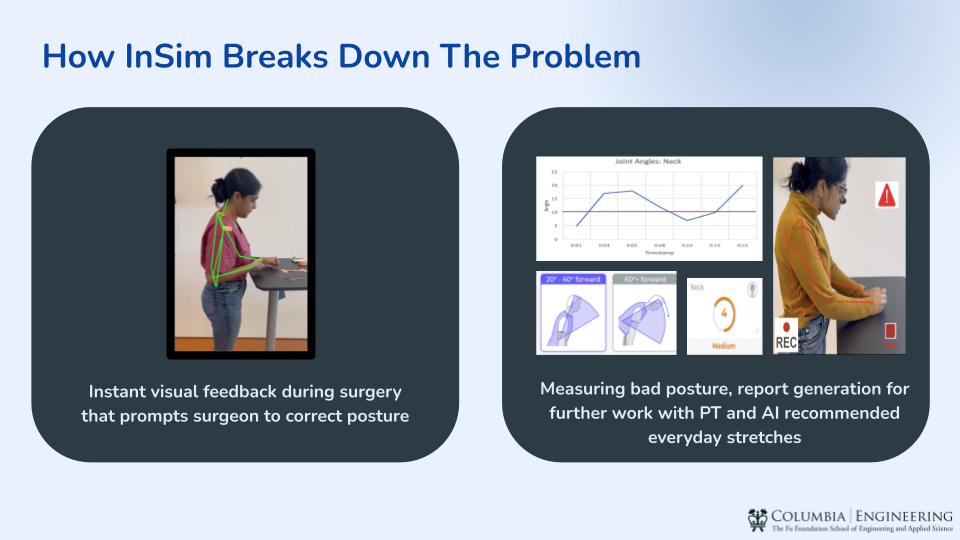 How InSim Breaks Down The Problem
Instant visual feedback during surgery
that prompts surgeon to correct posture
Joint Angles: Neck
25
20
15
10
5
0
Angle
0:01
0:04
0:05
0:08
0:10
0:13
0:15
Timestamp
20° - 60° forward
60°+ forward
Neck
4
Medium
REC
Measuring bad posture, report generation for
further work with PT and AI recommended
everyday stretches
COLUMBIA | ENGINEERING
The Fu Foundation School of Engineering and Applied Science